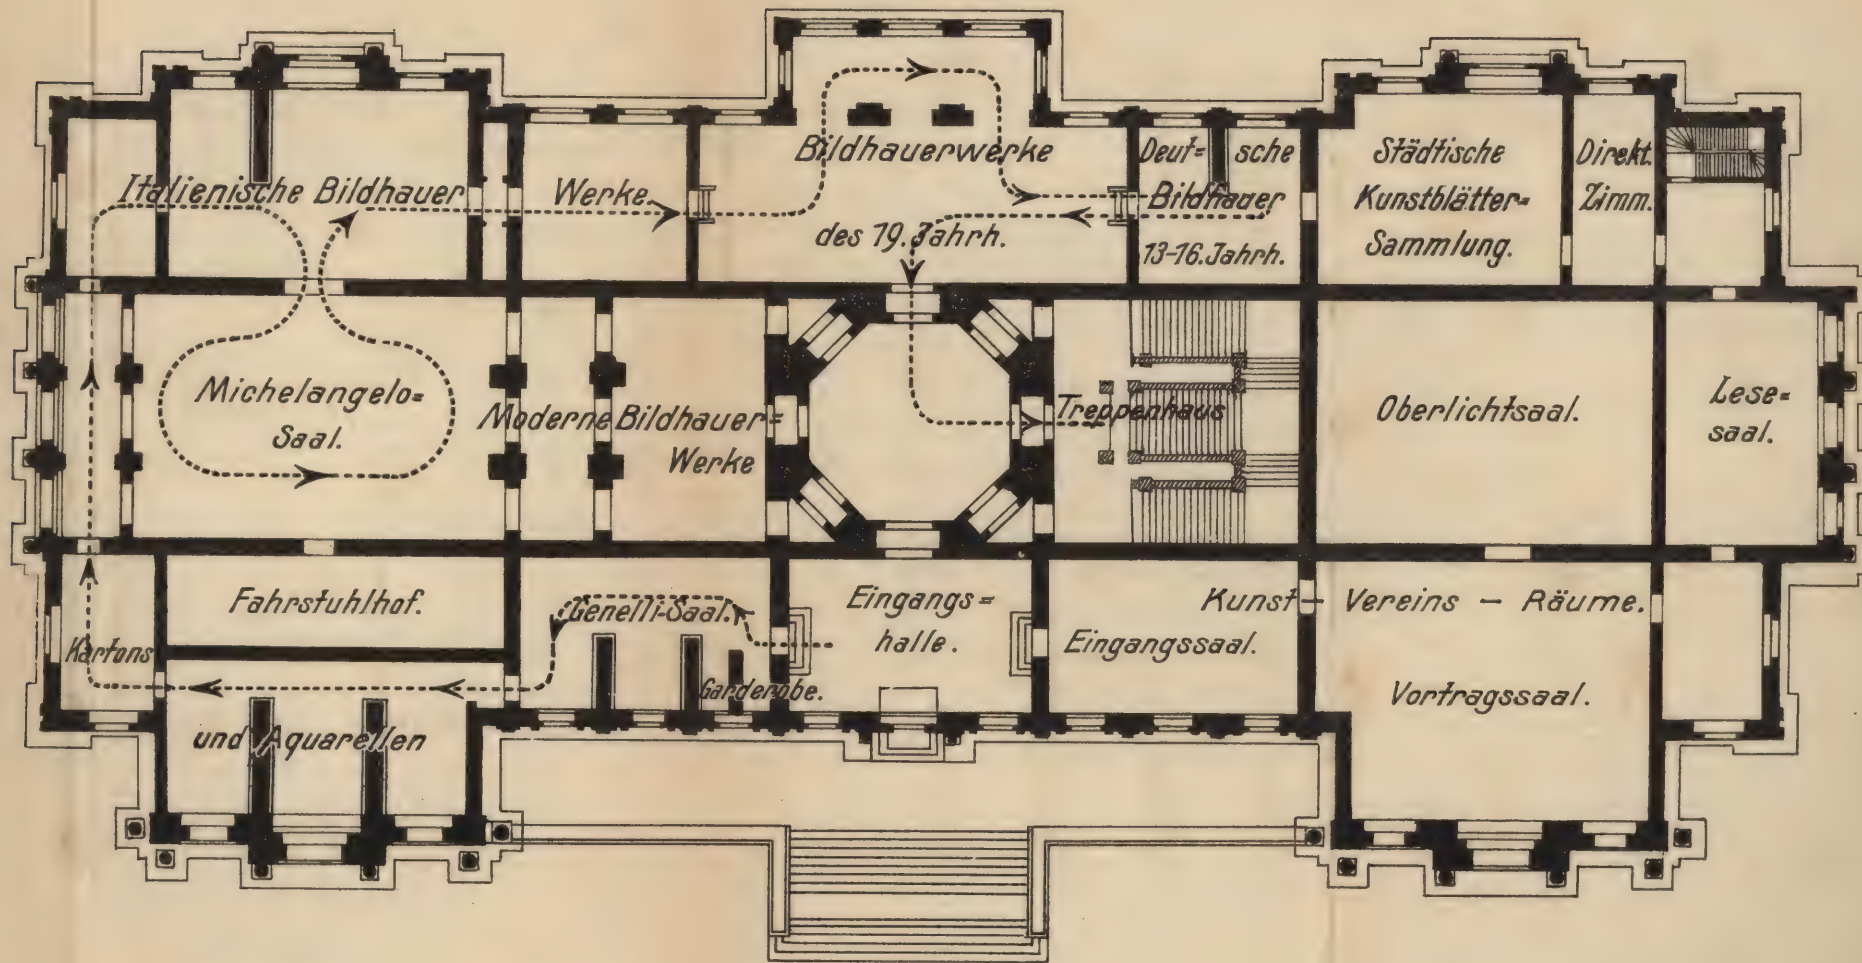 Italienische Bildhauer
Werke.
Bildhauerwerke
des 19. Jahrh.
Deut= sche
Bildhauer
13-16. Jahrh.
Städtische
Kunstblätter=
Sammlung.
Direkt.
Zimm.
Michelangelo=
Saal.
Moderne Bildhauer=
Werke
Treppenhaus
Oberlichtsaal.
Lese=
saal.
Fahrstuhlhof.
Genelli-Saal.
Eingangs=
halle.
Kunst – Vereins – Räume.
Eingangssaal.
Kartons
Garderobe.
Vortragssaal.
und Aquarellen